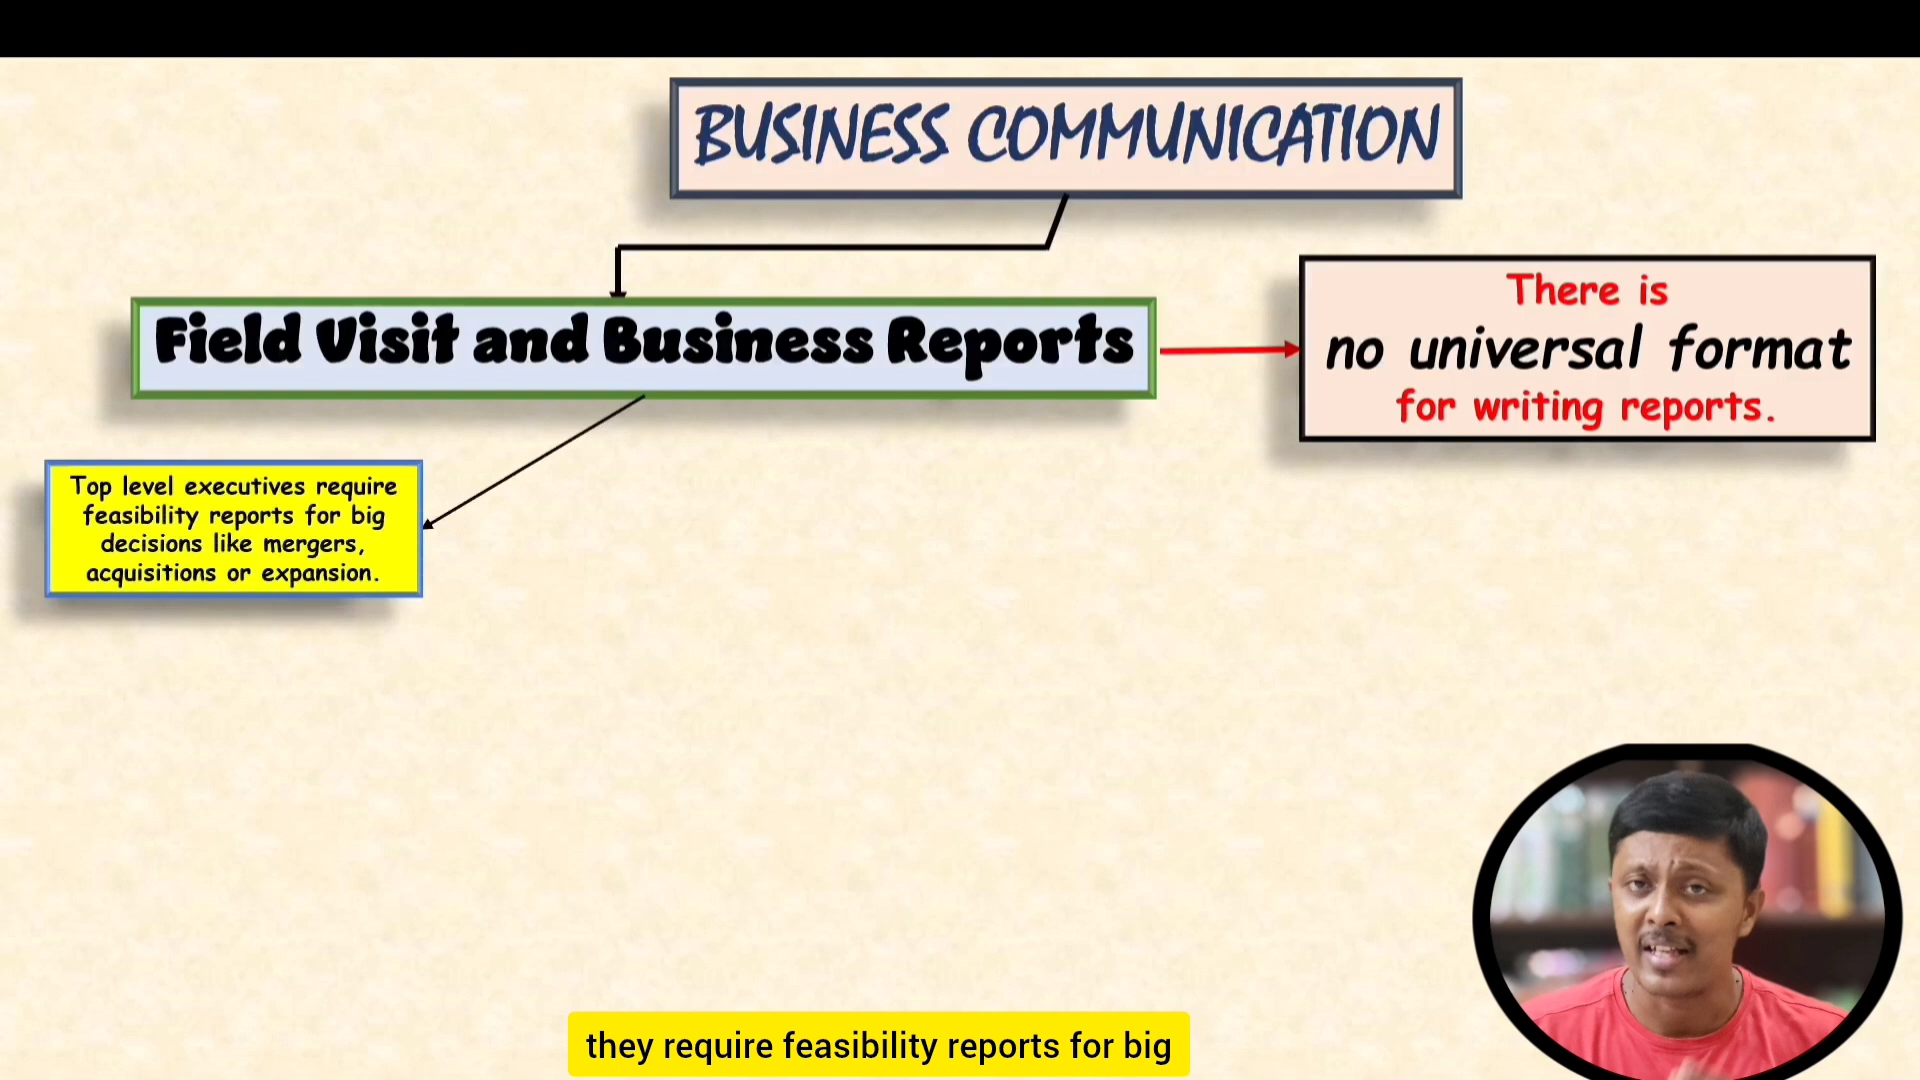 BUSINESS COMMUNICATION
Field Visit and Business Reports
There is
no universal format
for writing reports.
Top level executives require
feasibility reports for big
decisions like mergers,
acquisitions or expansion.
they require feasibility reports for big